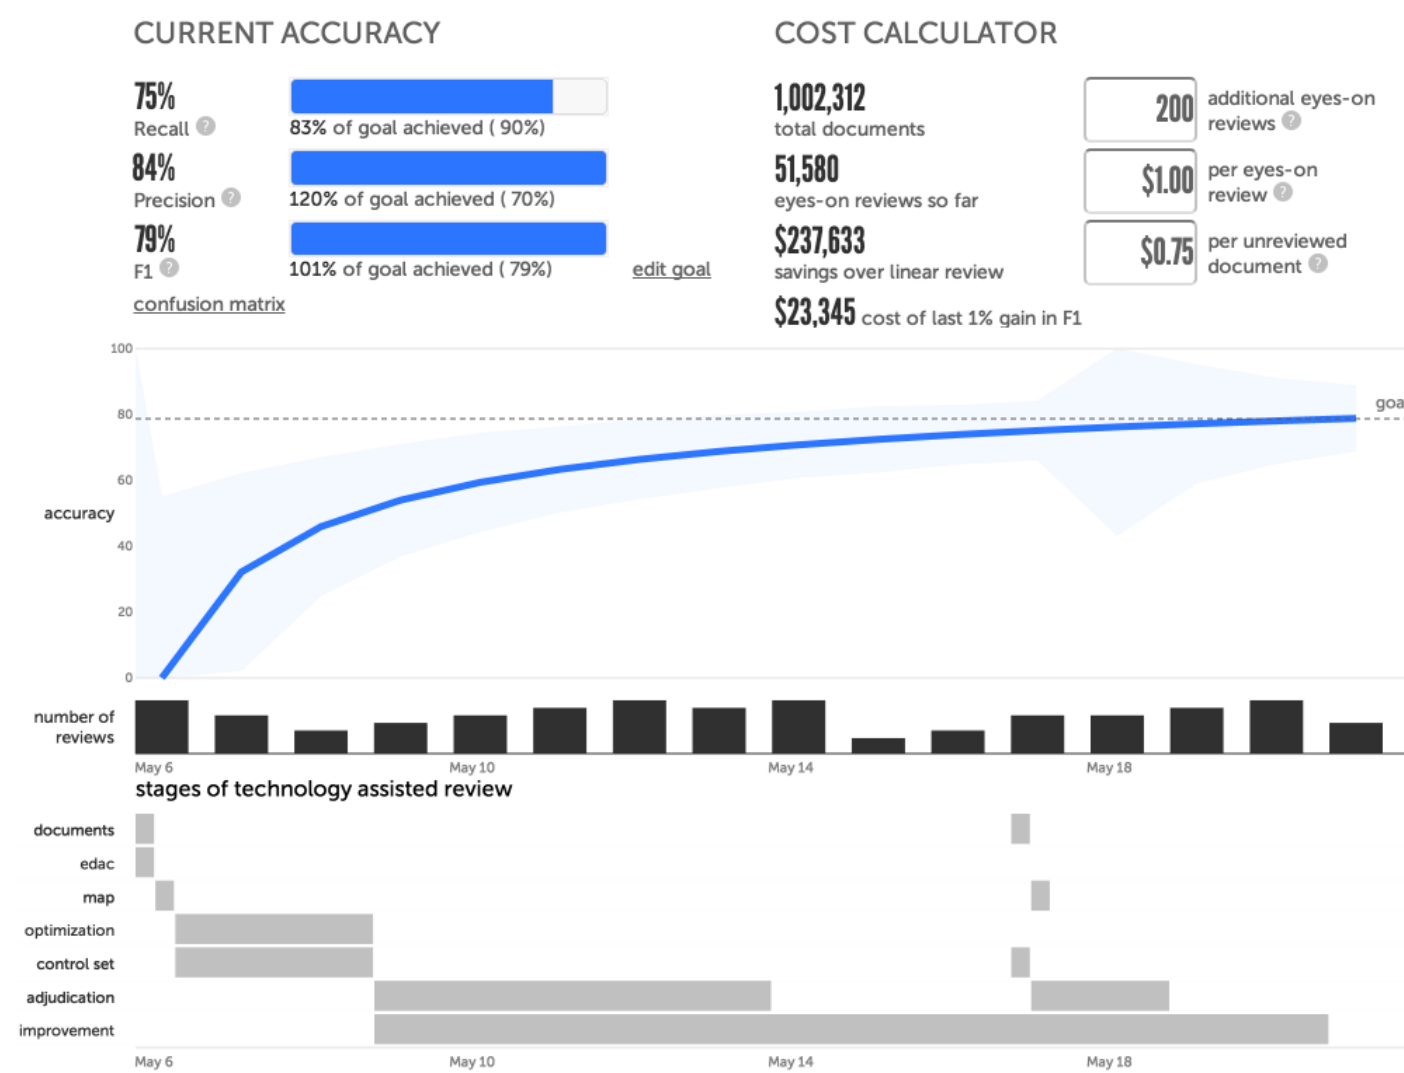 CURRENT ACCURACY
75%
Recall ?
83% of goal achieved ( 90%)
84%
Precision ?
120% of goal achieved ( 70%)
79%
F1 ?
101% of goal achieved ( 79%)
edit goal
confusion matrix
COST CALCULATOR
1,002,312
total documents
51,580
eyes-on reviews so far
$237,633
savings over linear review
$23,345 cost of last 1% gain in F1
200
additional eyes-on
reviews ?
$1.00
per eyes-on
review ?
$0.75
per unreviewed
document ?
100
80
60
40
20
0
accuracy
goa
number of
reviews
May 6
May 10
May 14
May 18
stages of technology assisted review
documents
edac
map
optimization
control set
adjudication
improvement
May 6
May 10
May 14
May 18